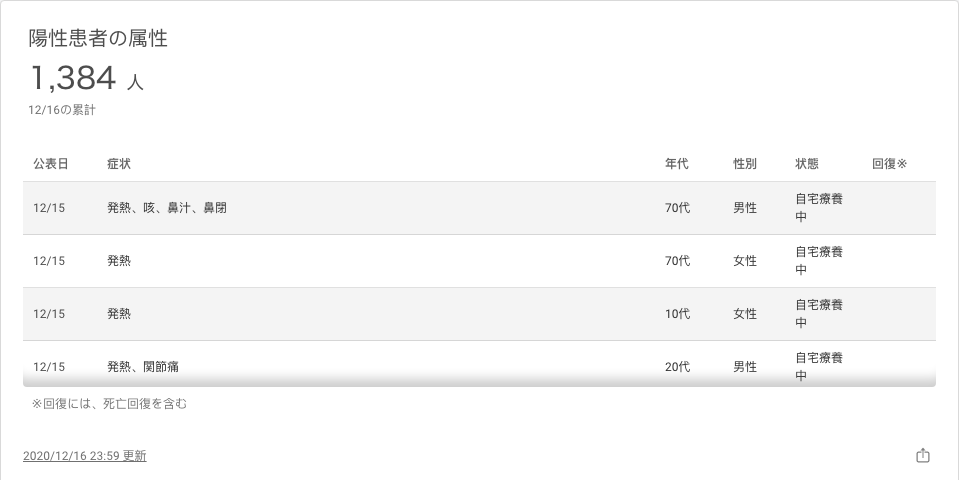 陽性患者の属性
1,384 人
12/16の累計
公表日 症状 年代 性別 状態 回復※
12/15 発熱、咳、鼻汁、鼻閉 70代 男性 自宅療養中
12/15 発熱 70代 女性 自宅療養中
12/15 発熱 10代 女性 自宅療養中
12/15 発熱、関節痛 20代 男性 自宅療養中
※回復には、死亡回復を含む
2020/12/16 23:59 更新